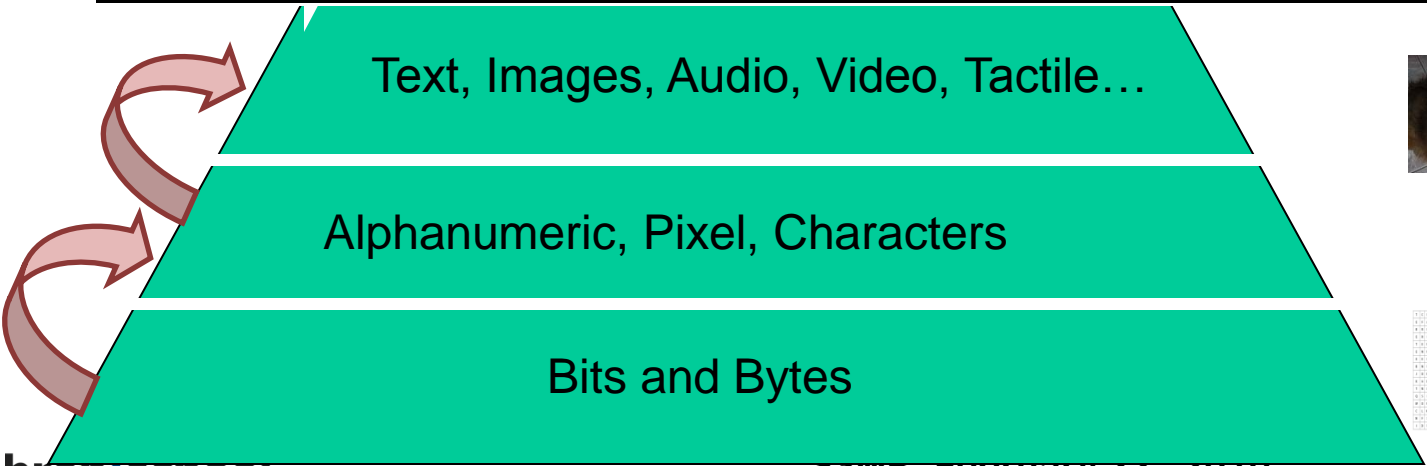 Text, Images, Audio, Video, Tactile…
Alphanumeric, Pixel, Characters
Bits and Bytes